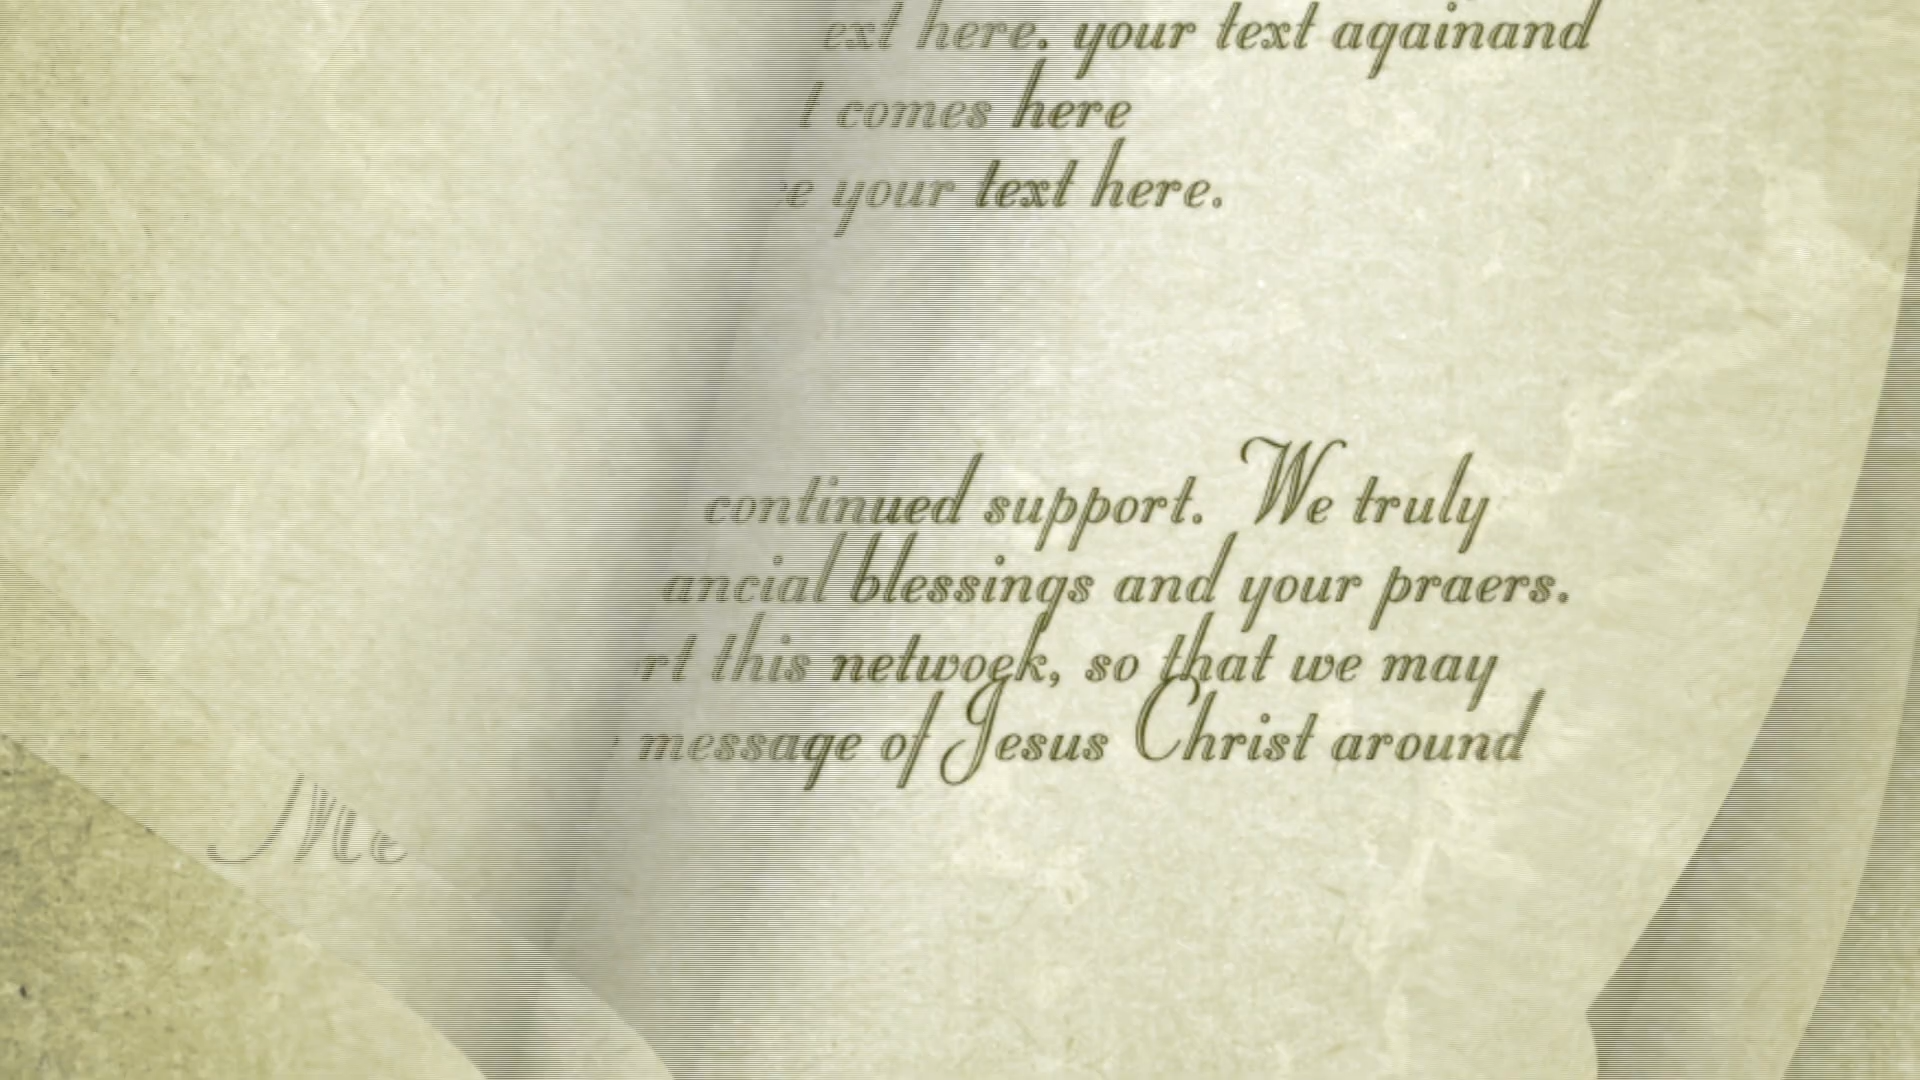 ext here. your text againand
t comes here
e your text here.
continued support. We truly
ancial blessings and your praers.
rt this netwoek, so that we may
message of Jesus Christ around
Me